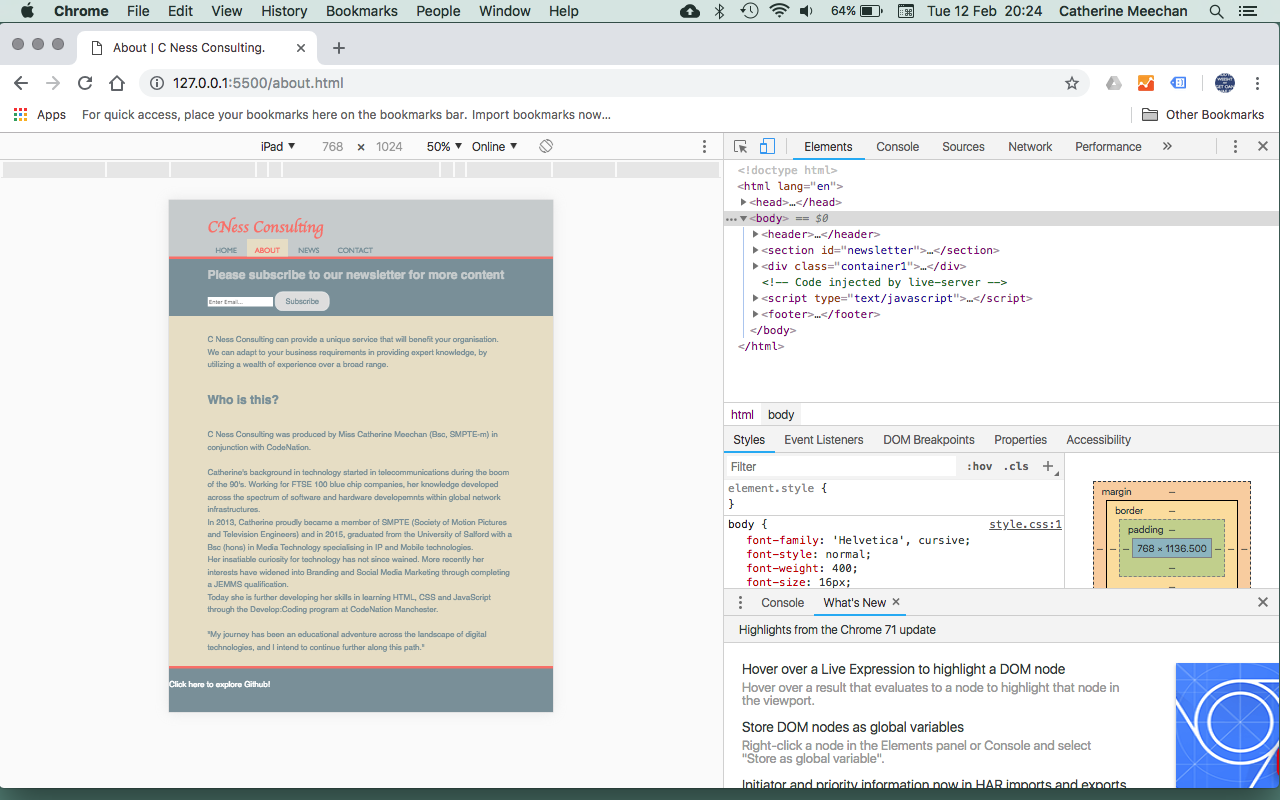 Chrome File Edit View History Bookmarks People Window Help 64% Tue 12 Feb 20:24 Catherine Meechan
About | C Ness Consulting.
127.0.0.1:5500/about.html
Apps For quick access, place your bookmarks here on the bookmarks bar. Import bookmarks now... Other Bookmarks
iPad 768 × 1024 50% Online
CNess Consulting
HOME ABOUT NEWS CONTACT
Please subscribe to our newsletter for more content
Enter Email... Subscribe
C Ness Consulting can provide a unique service that will benefit your organisation.
We can adapt to your business requirements in providing expert knowledge, by
utilizing a wealth of experience over a broad range.
Who is this?
C Ness Consulting was produced by Miss Catherine Meechan (Bsc, SMPTE-m) in
conjunction with CodeNation.
Catherine's background in technology started in telecommunications during the boom
of the 90's. Working for FTSE 100 blue chip companies, her knowledge developed
across the spectrum of software and hardware developemnts within global network
infrastructures.
In 2013, Catherine proudly became a member of SMPTE (Society of Motion Pictures
and Television Engineers) and in 2015, graduated from the University of Salford with a
Bsc (hons) in Media Technology specialising in IP and Mobile technologies.
Her insatiable curiosity for technology has not since wained. More recently her
interests have widened into Branding and Social Media Marketing through completing
a JEMMS qualification.
Today she is further developing her skills in learning HTML, CSS and JavaScript
through the Develop:Coding program at CodeNation Manchester.
"My journey has been an educational adventure across the landscape of digital
technologies, and I intend to continue further along this path."
Click here to explore Github!
Elements Console Sources Network Performance »
<!doctype html>
<html lang="en">
<head>…</head>
<body> == $0
<header>…</header>
<section id="newsletter">…</section>
<div class="container1">…</div>
<!-- Code injected by live-server -->
<script type="text/javascript">…</script>
<footer>…</footer>
</body>
</html>
html body
Styles Event Listeners DOM Breakpoints Properties Accessibility
Filter :hov .cls +
element.style {
}
body { style.css:1
font-family: 'Helvetica', cursive;
font-style: normal;
font-weight: 400;
font-size: 16px;
margin –
border –
padding –
– – – 768 × 1136.500 – – –
–
Console What's New
Highlights from the Chrome 71 update
Hover over a Live Expression to highlight a DOM node
Hover over a result that evaluates to a node to highlight that node in
the viewport.
Store DOM nodes as global variables
Right-click a node in the Elements panel or Console and select
"Store as global variable".
Initiator and priority information now in HAR imports and exports